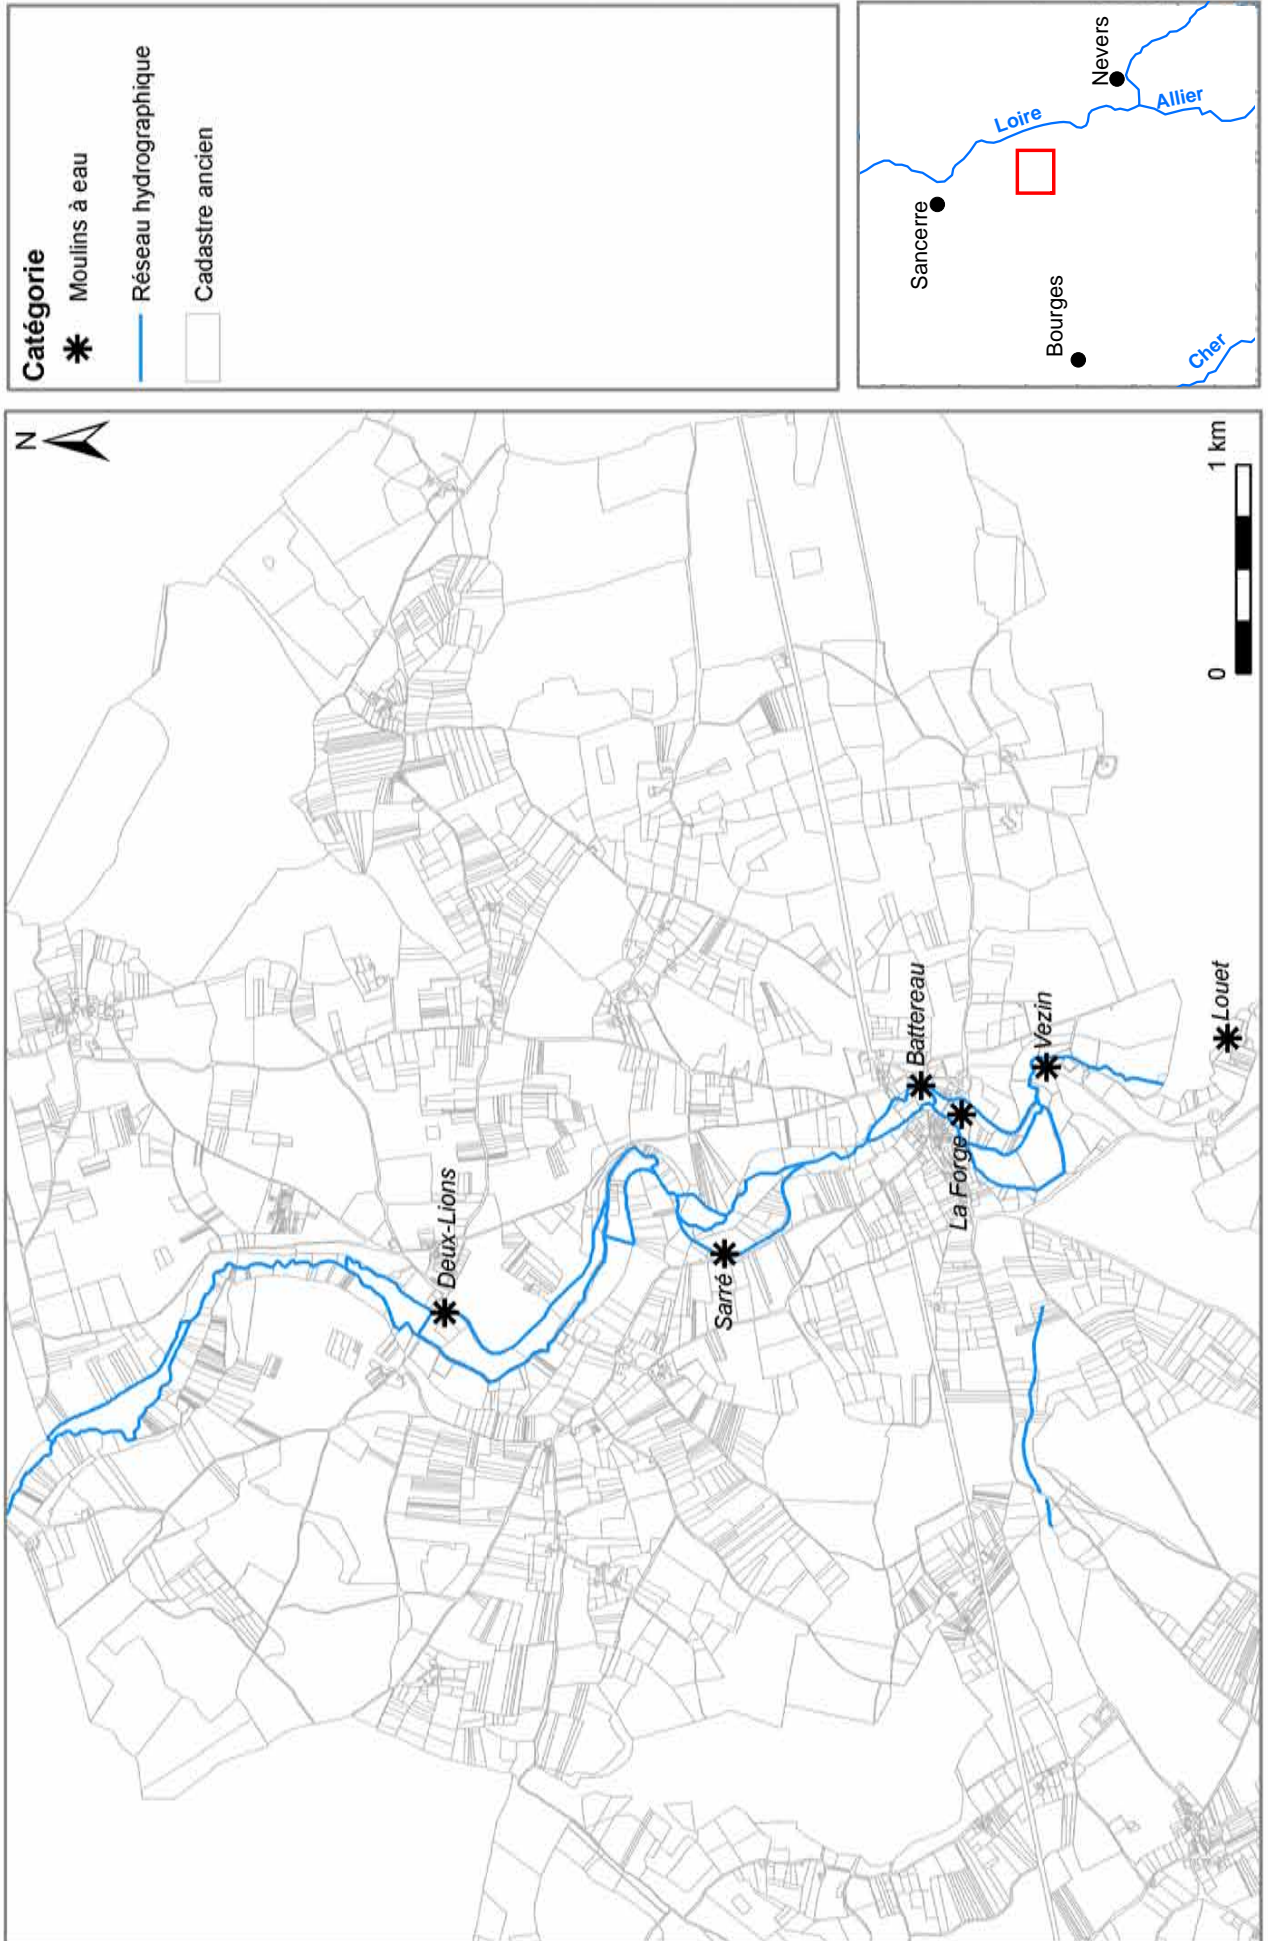 Catégorie
Moulins à eau
Réseau hydrographique
Cadastre ancien
Sancerre
Loire
Nevers
Allier
Bourges
Cher
N
Deux-Lions
Sarré
Battereau
La Forge
Vezin
Louet
0 1 km